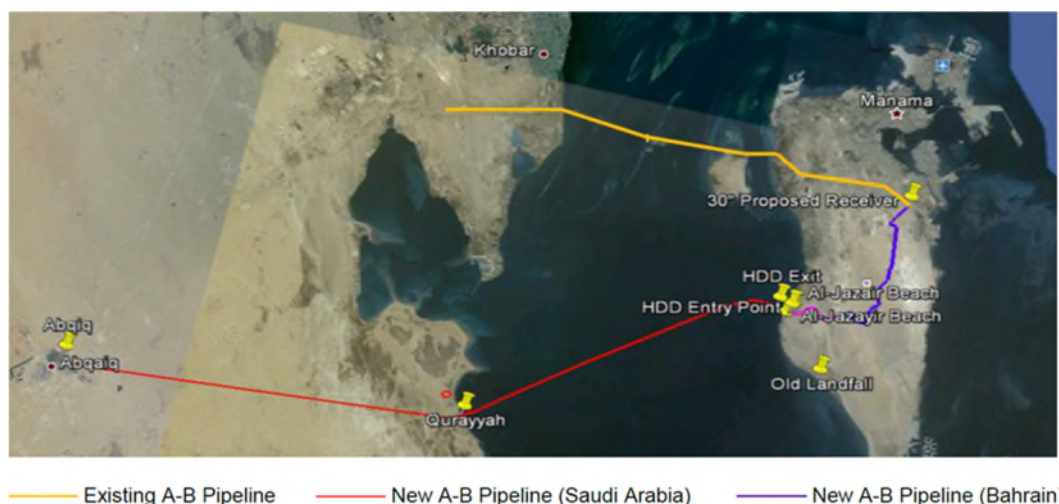 Khobar
Manama
30" Proposed Receiver
HDD Exit
Al-Jazair Beach
HDD Entry Point
Al-Jazayir Beach
Abqiq
Abqaiq
Old Landfall
Qurayyah
Existing A-B Pipeline
New A-B Pipeline (Saudi Arabia)
New A-B Pipeline (Bahrain